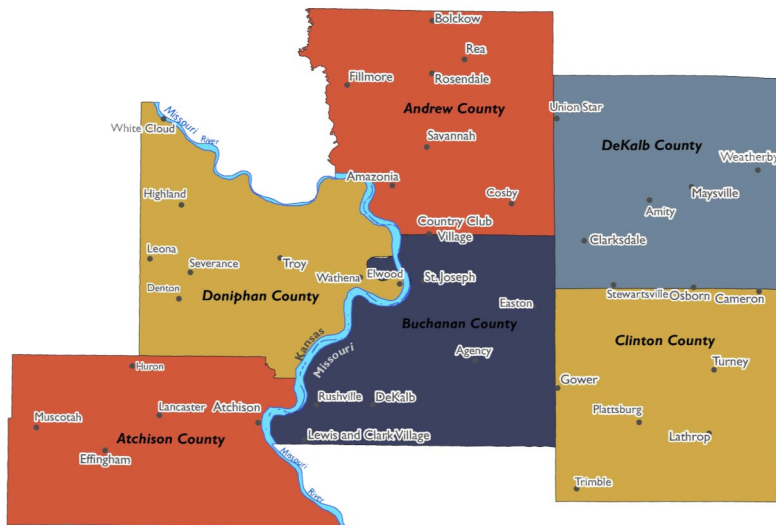 Bolckow
Rea
Rosendale
Fillmore
Andrew County
Union Star
Missouri
River
White Cloud
Savannah
DeKalb County
Weatherby
Amazonia
Maysville
Highland
Cosby
Amity
Country Club
Village
Clarksdale
Leona
Severance
Troy
Wathena
Elwood
St. Joseph
Denton
Doniphan County
Easton
Stewartsville
Osborn
Cameron
Buchanan County
Kansas
Missouri
Clinton County
Agency
Huron
Turney
Gower
Rushville
DeKalb
Lancaster
Atchison
Muscotah
Plattsburg
Atchison County
Lewis and Clark Village
Lathrop
Effingham
Missouri
River
Trimble